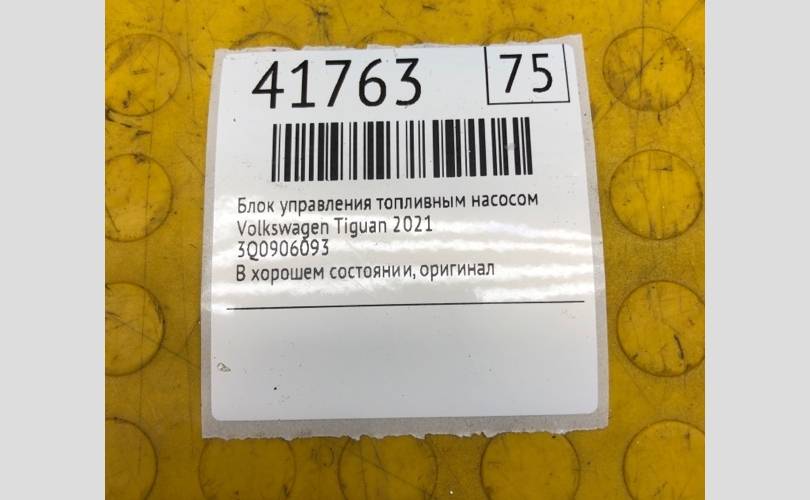 41763 75
Блок управления топливным насосом
Volkswagen Tiguan 2021
3Q0906093
В хорошем состоянии, оригинал